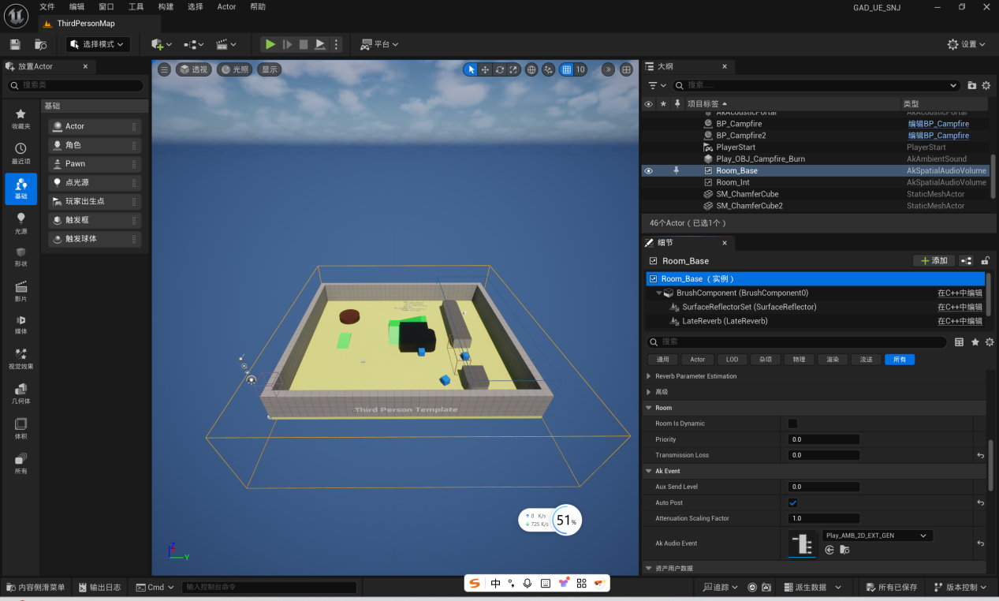 文件 编辑 窗口 工具 构建 选择 Actor 帮助
GAD_UE_SNJ
ThirdPersonMap
选择模式
平台
设置
放置Actor
搜索类
收藏夹
最近项
基础
光源
形状
影片
媒体
视觉效果
几何体
体积
所有
基础
Actor
角色
Pawn
点光源
玩家出生点
触发框
触发球体
透视 光照 显示
10
Third Person Template
8 K/s
725 K/s
51%
大纲
搜索......
项目标签 类型
AkAcousticPortal AkAcousticPortal
BP_Campfire 编辑BP_Campfire
BP_Campfire2 编辑BP_Campfire
PlayerStart PlayerStart
Play_OBJ_Campfire_Burn AkAmbientSound
Room_Base AkSpatialAudioVolume
Room_Int AkSpatialAudioVolume
SM_ChamferCube StaticMeshActor
SM_ChamferCube2 StaticMeshActor
46个Actor（已选1个）
细节
Room_Base
添加
Room_Base （实例）
BrushComponent (BrushComponent0) 在C++中编辑
SurfaceReflectorSet (SurfaceReflector) 在C++中编辑
LateReverb (LateReverb) 在C++中编辑
搜索
通用 Actor LOD 杂项 物理 渲染 流送 所有
Reverb Parameter Estimation
高级
Room
Room Is Dynamic
Priority 0.0
Transmission Loss 0.0
Ak Event
Aux Send Level 0.0
Auto Post
Attenuation Scaling Factor 1.0
Ak Audio Event Play_AMB_2D_EXT_GEN
资产用户数据
Z
Y
内容侧滑菜单 输出日志 Cmd 输入控制台命令
中
追踪 派生数据 所有已保存 版本控制